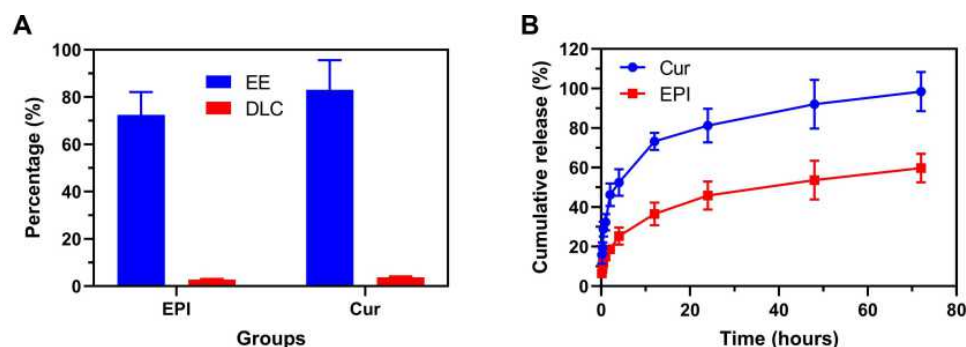 A
Percentage (%)
100
80
60
40
20
0
EE
DLC
EPI
Cur
Groups
B
Cumulative release (%)
120
100
80
60
40
20
0
Cur
EPI
0
20
40
60
80
Time (hours)